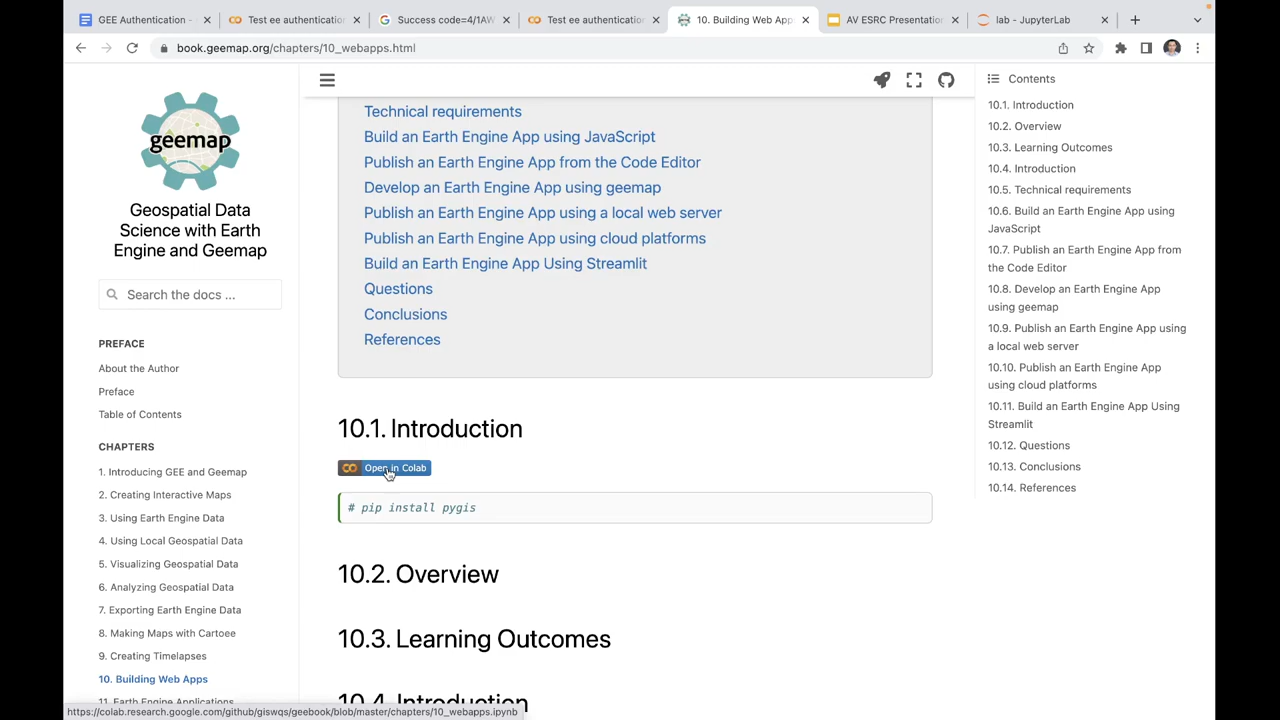 GEE Authentication -
Test ee authentication
Success code=4/1AW
Test ee authentication
10. Building Web App
AV ESRC Presentation
lab - JupyterLab
book.geemap.org/chapters/10_webapps.html
geemap
Geospatial Data
Science with Earth
Engine and Geemap
Search the docs ...
PREFACE
About the Author
Preface
Table of Contents
CHAPTERS
1. Introducing GEE and Geemap
2. Creating Interactive Maps
3. Using Earth Engine Data
4. Using Local Geospatial Data
5. Visualizing Geospatial Data
6. Analyzing Geospatial Data
7. Exporting Earth Engine Data
8. Making Maps with Cartoee
9. Creating Timelapses
10. Building Web Apps
11. Earth Engine Applications
Technical requirements
Build an Earth Engine App using JavaScript
Publish an Earth Engine App from the Code Editor
Develop an Earth Engine App using geemap
Publish an Earth Engine App using a local web server
Publish an Earth Engine App using cloud platforms
Build an Earth Engine App Using Streamlit
Questions
Conclusions
References
10.1. Introduction
Open in Colab
# pip install pygis
10.2. Overview
10.3. Learning Outcomes
10.4. Introduction
Contents
10.1. Introduction
10.2. Overview
10.3. Learning Outcomes
10.4. Introduction
10.5. Technical requirements
10.6. Build an Earth Engine App using
JavaScript
10.7. Publish an Earth Engine App from
the Code Editor
10.8. Develop an Earth Engine App
using geemap
10.9. Publish an Earth Engine App using
a local web server
10.10. Publish an Earth Engine App
using cloud platforms
10.11. Build an Earth Engine App Using
Streamlit
10.12. Questions
10.13. Conclusions
10.14. References
https://colab.research.google.com/github/giswqs/geebook/blob/master/chapters/10_webapps.ipynb